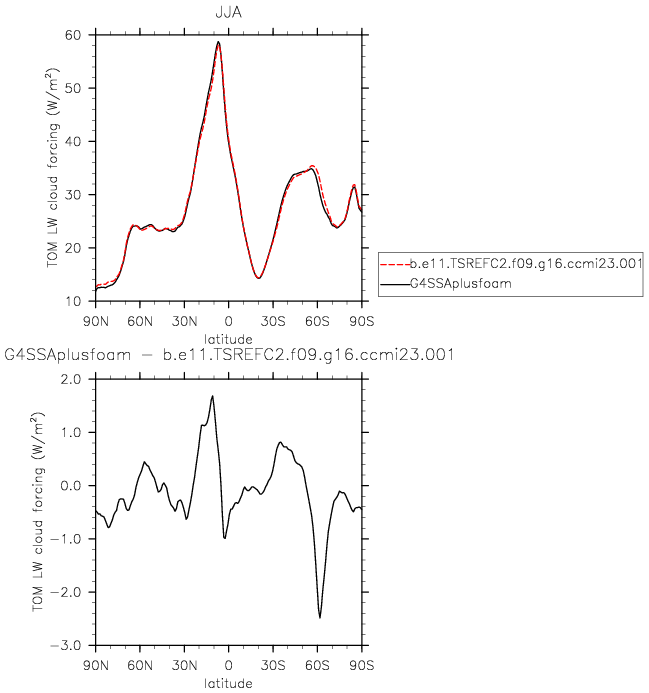 JJA
TOM LW cloud forcing (W/m²)
60
50
40
30
20
10
90N 60N 30N 0 30S 60S 90S
latitude
b.e11.TSREFC2.f09.g16.ccmi23.001
G4SSAplusfoam
G4SSAplusfoam − b.e11.TSREFC2.f09.g16.ccmi23.001
TOM LW cloud forcing (W/m²)
2.0
1.0
0.0
−1.0
−2.0
−3.0
90N 60N 30N 0 30S 60S 90S
latitude